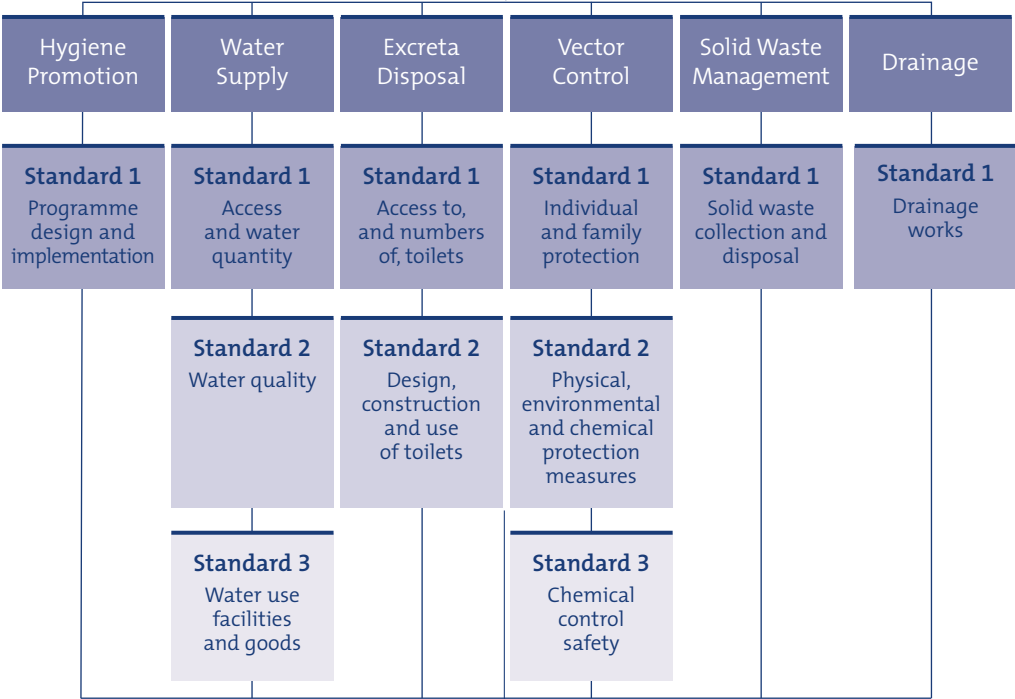 Hygiene
Promotion
Water
Supply
Excreta
Disposal
Vector
Control
Solid Waste
Management
Drainage
Standard 1
Programme
design and
implementation
Standard 1
Access
and water
quantity
Standard 1
Access to,
and numbers
of, toilets
Standard 1
Individual
and family
protection
Standard 1
Solid waste
collection and
disposal
Standard 1
Drainage
works
Standard 2
Water quality
Standard 2
Design,
construction
and use
of toilets
Standard 2
Physical,
environmental
and chemical
protection
measures
Standard 3
Water use
facilities
and goods
Standard 3
Chemical
control
safety